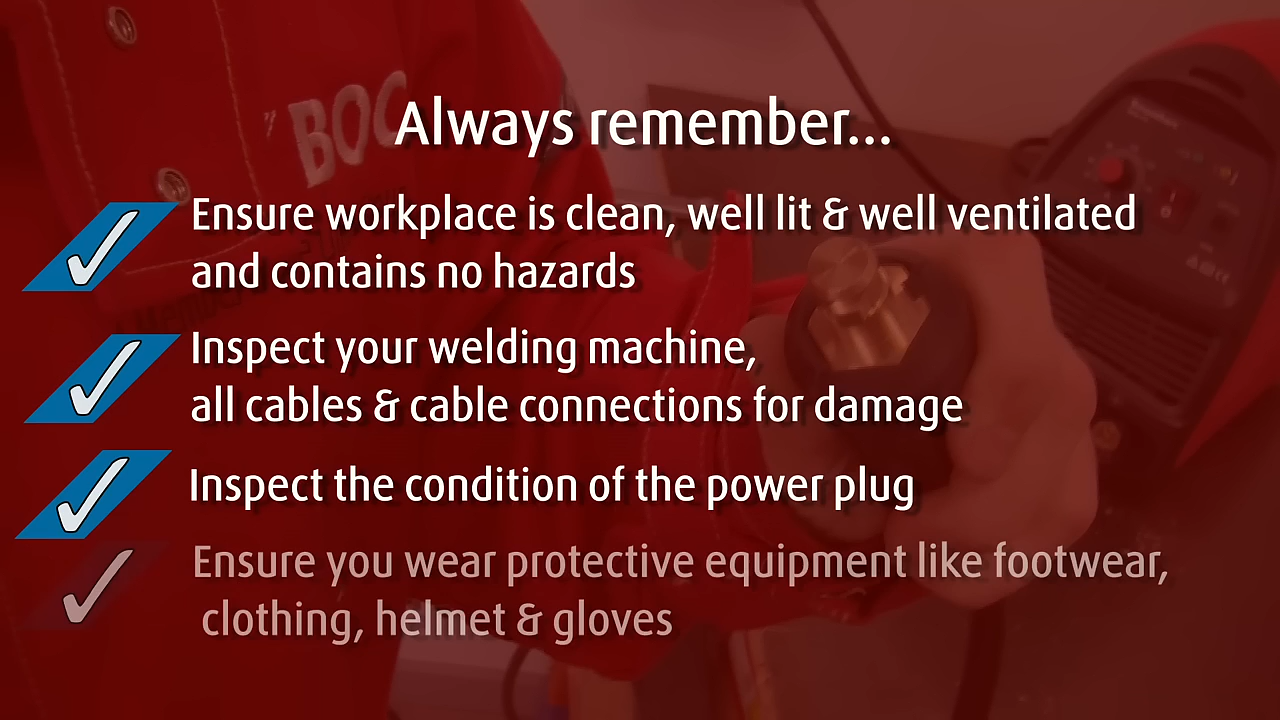 BOC
Always remember...
Ensure workplace is clean, well lit & well ventilated
and contains no hazards
Inspect your welding machine,
all cables & cable connections for damage
Inspect the condition of the power plug
Ensure you wear protective equipment like footwear,
clothing, helmet & gloves